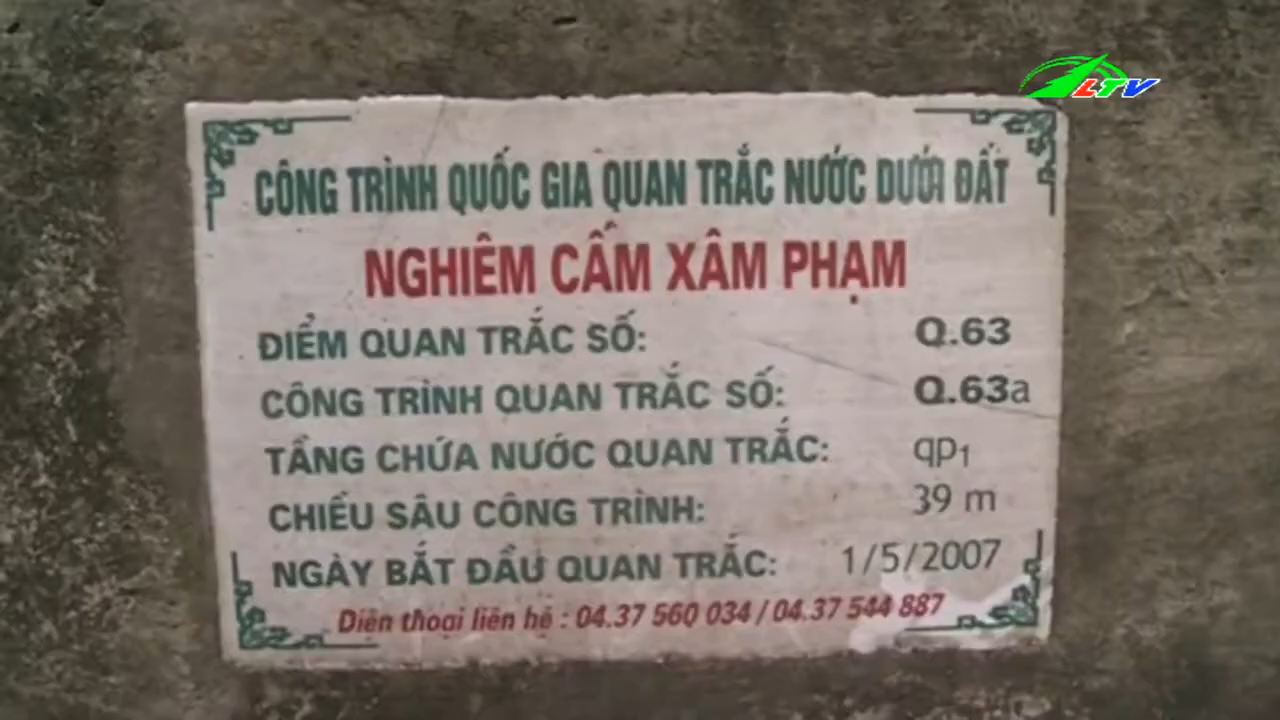 LTV
CÔNG TRÌNH QUỐC GIA QUAN TRẮC NƯỚC DƯỚI ĐẤT
NGHIÊM CẤM XÂM PHẠM
ĐIỂM QUAN TRẮC SỐ: Q.63
CÔNG TRÌNH QUAN TRẮC SỐ: Q.63a
TẦNG CHỨA NƯỚC QUAN TRẮC: qp₁
CHIỀU SÂU CÔNG TRÌNH: 39 m
NGÀY BẮT ĐẦU QUAN TRẮC: 1/5/2007
Điện thoại liên hệ : 04.37 560 034 / 04.37 544 887